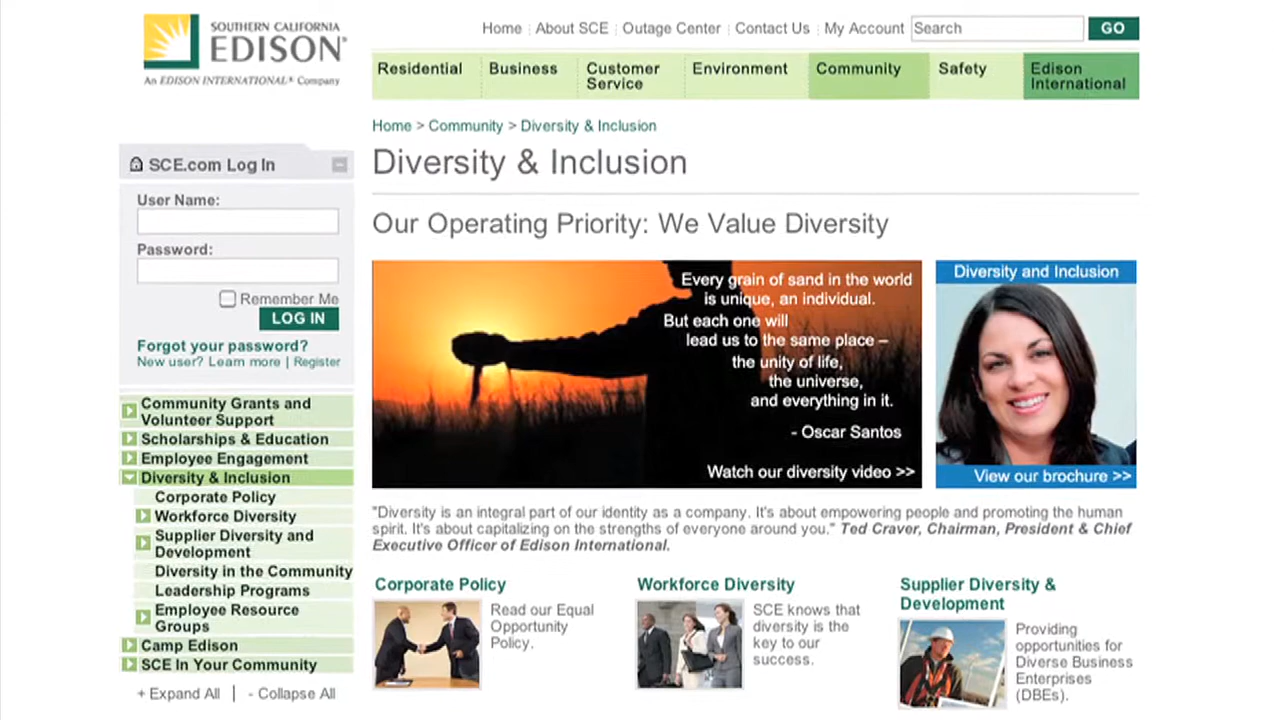 SOUTHERN CALIFORNIA
EDISON®
An EDISON INTERNATIONAL® Company
Home
About SCE
Outage Center
Contact Us
My Account
Search
GO
Residential
Business
Customer
Service
Environment
Community
Safety
Edison
International
Home > Community > Diversity & Inclusion
Diversity & Inclusion
SCE.com Log In
User Name:
Password:
Remember Me
LOG IN
Forgot your password?
New user? Learn more | Register
Community Grants and
Volunteer Support
Scholarships & Education
Employee Engagement
Diversity & Inclusion
Corporate Policy
Workforce Diversity
Supplier Diversity and
Development
Diversity in the Community
Leadership Programs
Employee Resource
Groups
Camp Edison
SCE In Your Community
+ Expand All | - Collapse All
Our Operating Priority: We Value Diversity
Every grain of sand in the world
is unique, an individual.
But each one will
lead us to the same place –
the unity of life,
the universe,
and everything in it.
- Oscar Santos
Watch our diversity video >>
Diversity and Inclusion
View our brochure >>
"Diversity is an integral part of our identity as a company. It's about empowering people and promoting the human
spirit. It's about capitalizing on the strengths of everyone around you." Ted Craver, Chairman, President & Chief
Executive Officer of Edison International.
Corporate Policy
Read our Equal
Opportunity
Policy.
Workforce Diversity
SCE knows that
diversity is the
key to our
success.
Supplier Diversity &
Development
Providing
opportunities for
Diverse Business
Enterprises
(DBEs).